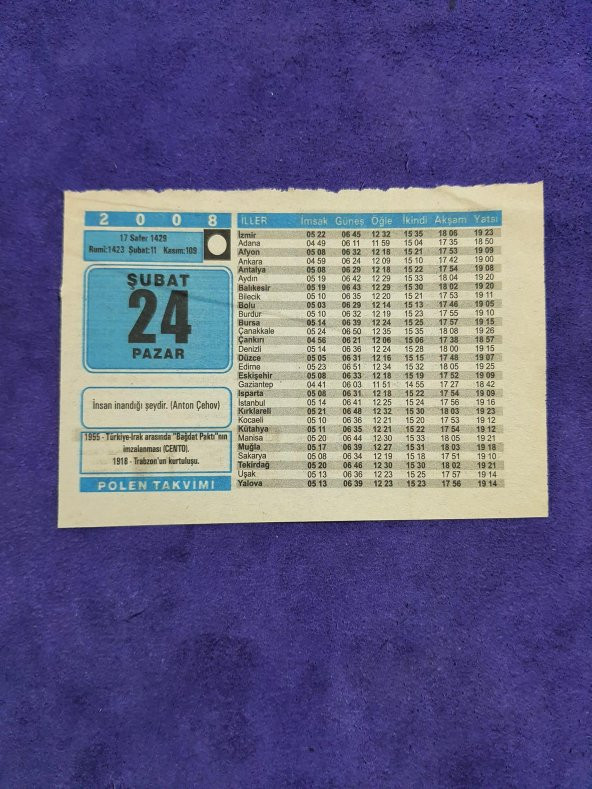 2 0 0 8
17 Safer 1429
Rumi:1423 Şubat:11 Kasım:109
ŞUBAT
24
PAZAR
İnsan inandığı şeydir. (Anton Çehov)
1955 - Türkiye-Irak arasında "Bağdat Paktı"nın
imzalanması (CENTO).
1918 - Trabzon'un kurtuluşu.
POLEN TAKVİMİ
İLLER İmsak Güneş Öğle İkindi Akşam Yatsı
İzmir 05 22 06 45 12 32 15 35 18 06 19 23
Adana 04 49 06 11 11 59 15 04 17 35 18 50
Afyon 05 08 06 32 12 18 15 21 17 53 19 09
Ankara 04 59 06 24 12 09 15 10 17 42 19 00
Antalya 05 08 06 29 12 18 15 22 17 54 19 08
Aydın 05 19 06 42 12 29 15 33 18 04 19 20
Balıkesir 05 19 06 43 12 29 15 30 18 02 19 20
Bilecik 05 10 06 35 12 20 15 21 17 53 19 11
Bolu 05 03 06 29 12 14 15 13 17 46 19 05
Burdur 05 10 06 32 12 19 15 23 17 55 19 10
Bursa 05 14 06 39 12 24 15 25 17 57 19 15
Çanakkale 05 24 06 50 12 35 15 35 18 08 19 26
Çankırı 04 56 06 21 12 06 15 06 17 38 18 57
Denizli 05 14 06 36 12 24 15 28 18 00 19 15
Düzce 05 05 06 31 12 16 15 15 17 48 19 07
Edirne 05 23 06 51 12 34 15 32 18 05 19 25
Eskişehir 05 08 06 33 12 18 15 19 17 52 19 09
Gaziantep 04 41 06 03 11 51 14 55 17 27 18 42
Isparta 05 08 06 31 12 18 15 22 17 54 19 09
İstanbul 05 14 06 41 12 25 15 24 17 56 19 16
Kırklareli 05 21 06 48 12 32 15 30 18 03 19 23
Kocaeli 05 10 06 36 12 21 15 20 17 53 19 12
Kütahya 05 11 06 35 12 21 15 22 17 54 19 12
Manisa 05 20 06 44 12 30 15 33 18 05 19 21
Muğla 05 17 06 39 12 27 15 31 18 03 19 18
Sakarya 05 08 06 34 12 19 15 18 17 51 19 10
Tekirdağ 05 20 06 46 12 30 15 30 18 02 19 21
Uşak 05 13 06 36 12 23 15 25 17 57 19 14
Yalova 05 13 06 39 12 23 15 23 17 56 19 14